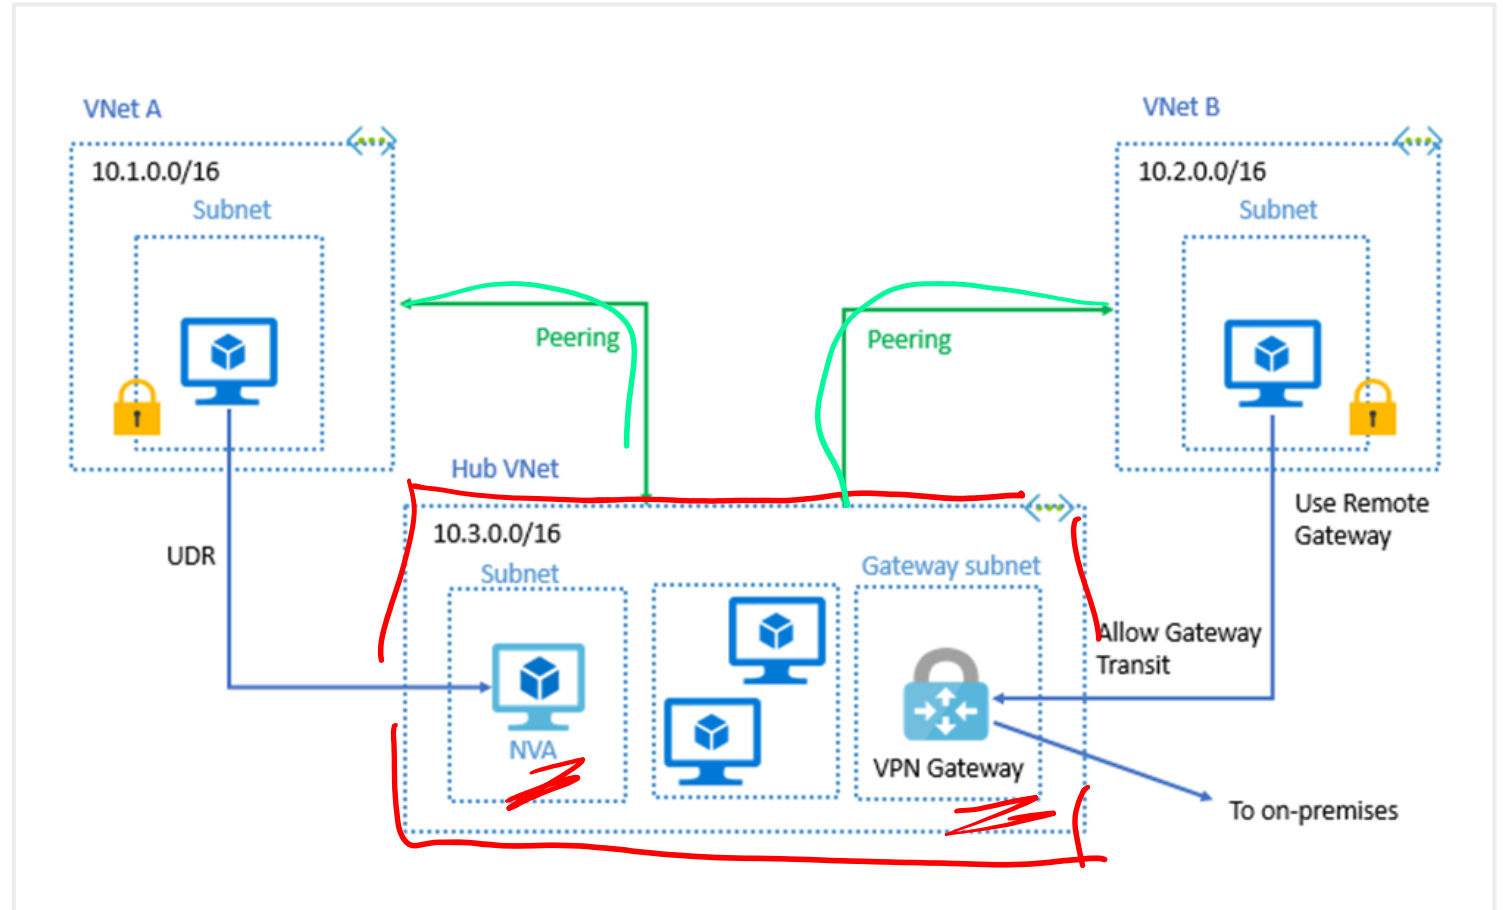 VNet A
10.1.0.0/16
Subnet
VNet B
10.2.0.0/16
Subnet
Peering
Peering
UDR
Use Remote
Gateway
Hub VNet
10.3.0.0/16
Subnet
NVA
Gateway subnet
VPN Gateway
Allow Gateway
Transit
To on-premises